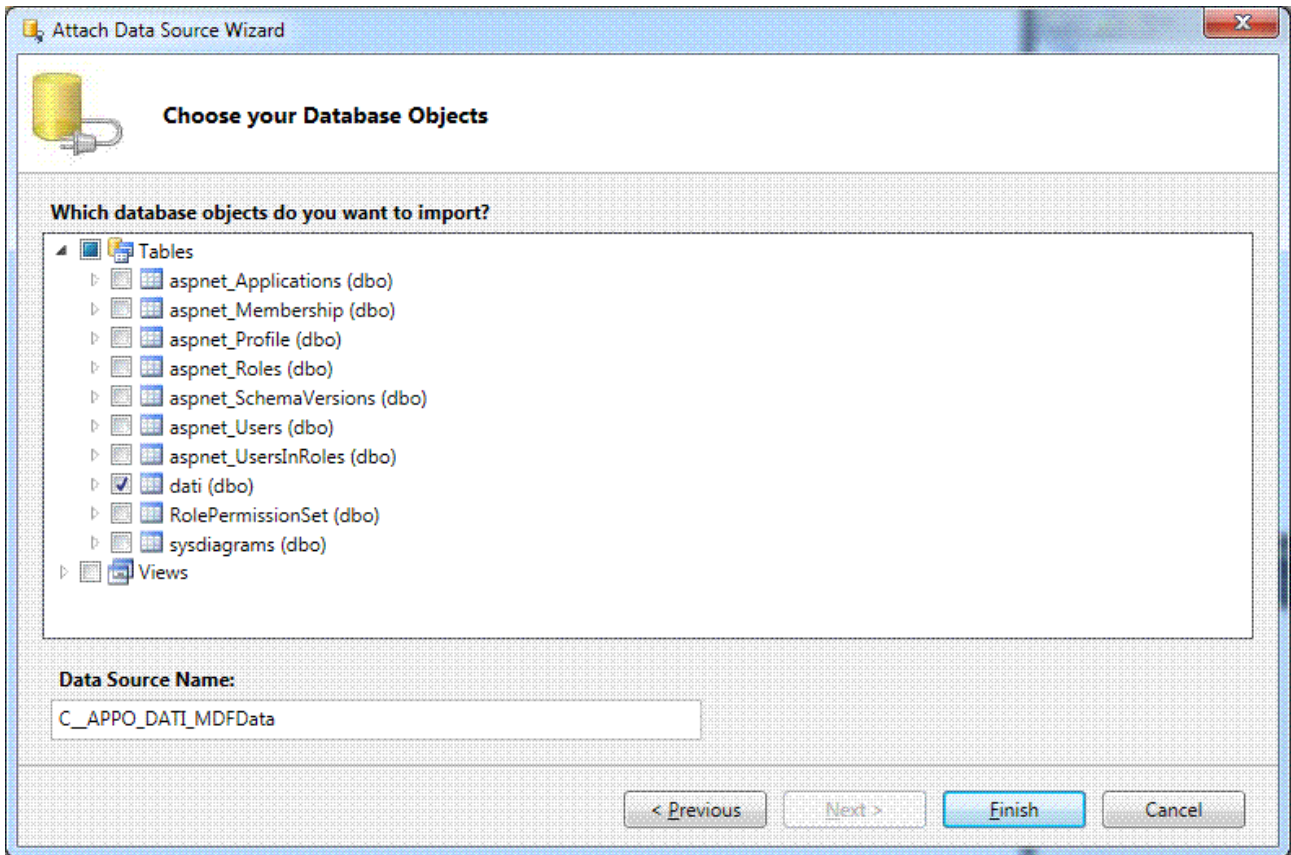 Attach Data Source Wizard
Choose your Database Objects
Which database objects do you want to import?
Tables
aspnet_Applications (dbo)
aspnet_Membership (dbo)
aspnet_Profile (dbo)
aspnet_Roles (dbo)
aspnet_SchemaVersions (dbo)
aspnet_Users (dbo)
aspnet_UsersInRoles (dbo)
dati (dbo)
RolePermissionSet (dbo)
sysdiagrams (dbo)
Views
Data Source Name:
C__APPO_DATI_MDFData
< Previous Next > Finish Cancel